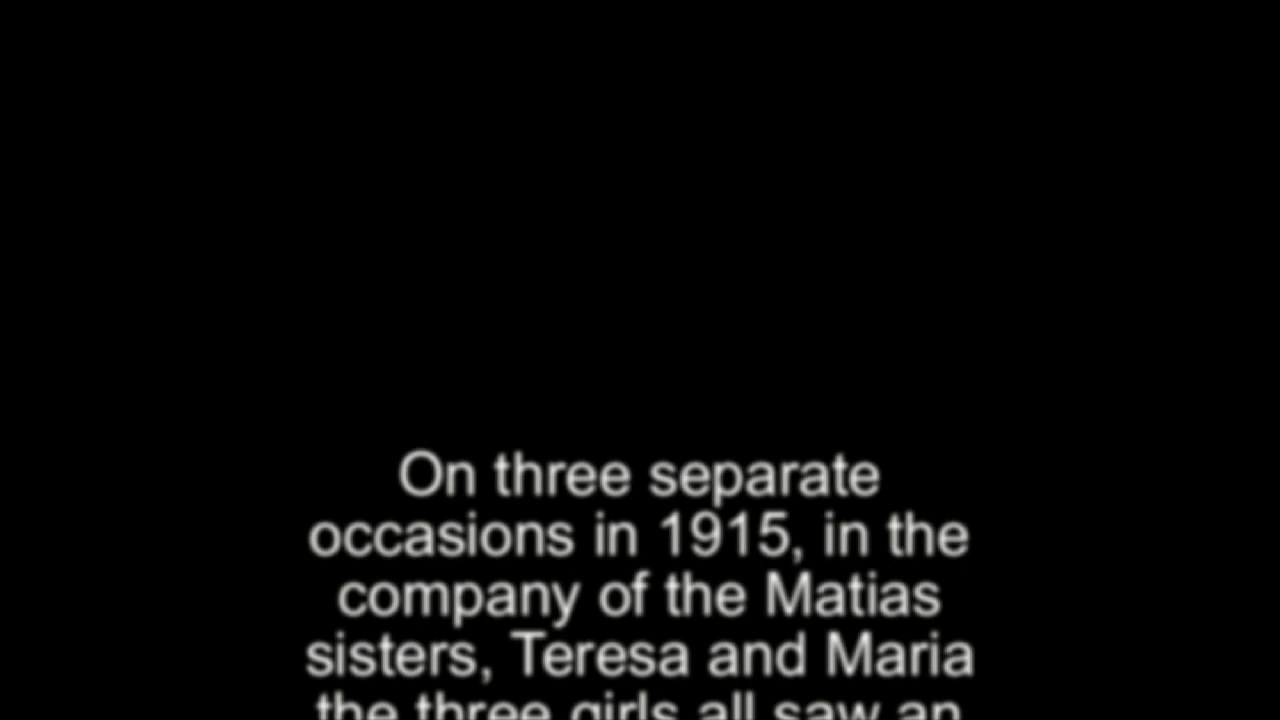 On three separate
occasions in 1915, in the
company of the Matias
sisters, Teresa and Maria
the three girls all saw an